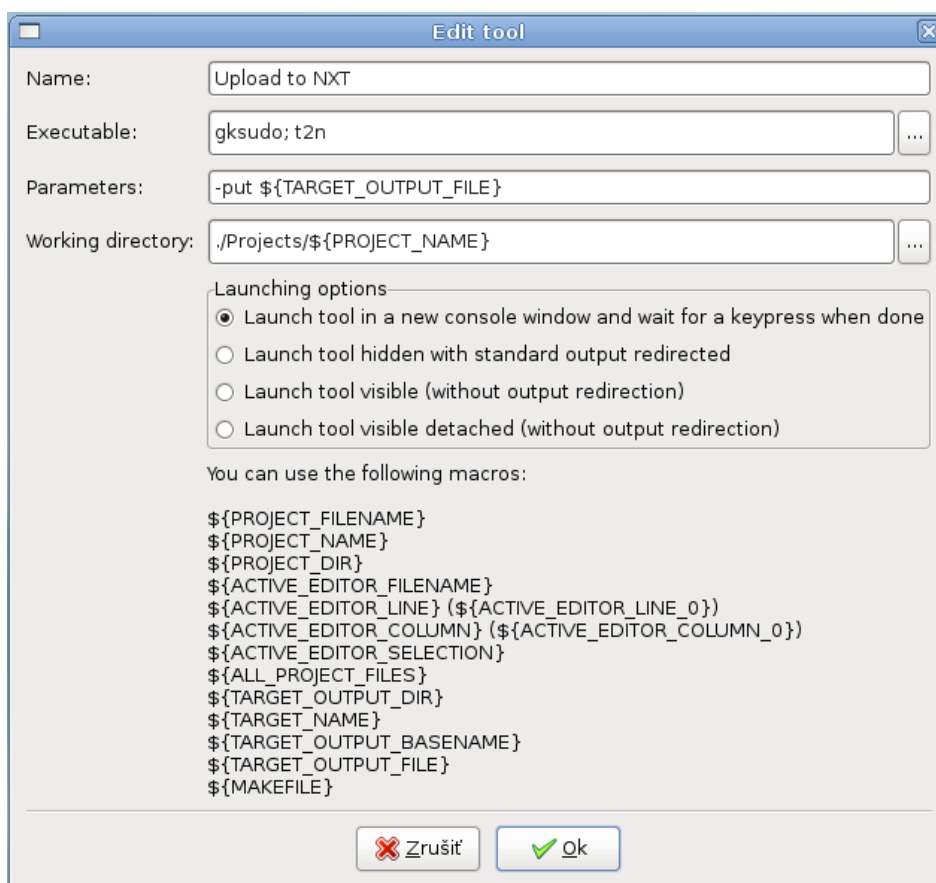 Edit tool
Name: Upload to NXT
Executable: gksudo; t2n ...
Parameters: -put ${TARGET_OUTPUT_FILE}
Working directory: ./Projects/${PROJECT_NAME} ...
Launching options
Launch tool in a new console window and wait for a keypress when done
Launch tool hidden with standard output redirected
Launch tool visible (without output redirection)
Launch tool visible detached (without output redirection)
You can use the following macros:
${PROJECT_FILENAME}
${PROJECT_NAME}
${PROJECT_DIR}
${ACTIVE_EDITOR_FILENAME}
${ACTIVE_EDITOR_LINE} (${ACTIVE_EDITOR_LINE_0})
${ACTIVE_EDITOR_COLUMN} (${ACTIVE_EDITOR_COLUMN_0})
${ACTIVE_EDITOR_SELECTION}
${ALL_PROJECT_FILES}
${TARGET_OUTPUT_DIR}
${TARGET_NAME}
${TARGET_OUTPUT_BASENAME}
${TARGET_OUTPUT_FILE}
${MAKEFILE}
Zrušiť Ok